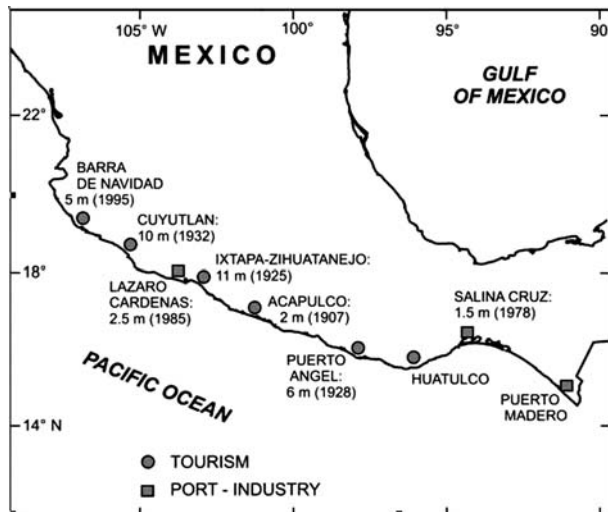 105° W
100°
95°
90
MEXICO
GULF
OF MEXICO
22°
BARRA
DE NAVIDAD
5 m (1995)
CUYUTLAN:
10 m (1932)
IXTAPA-ZIHUATANEJO:
11 m (1925)
18°
LAZARO
CARDENAS:
2.5 m (1985)
ACAPULCO:
2 m (1907)
SALINA CRUZ:
1.5 m (1978)
PACIFIC OCEAN
PUERTO
ANGEL:
6 m (1928)
HUATULCO
PUERTO
MADERO
14° N
TOURISM
PORT - INDUSTRY